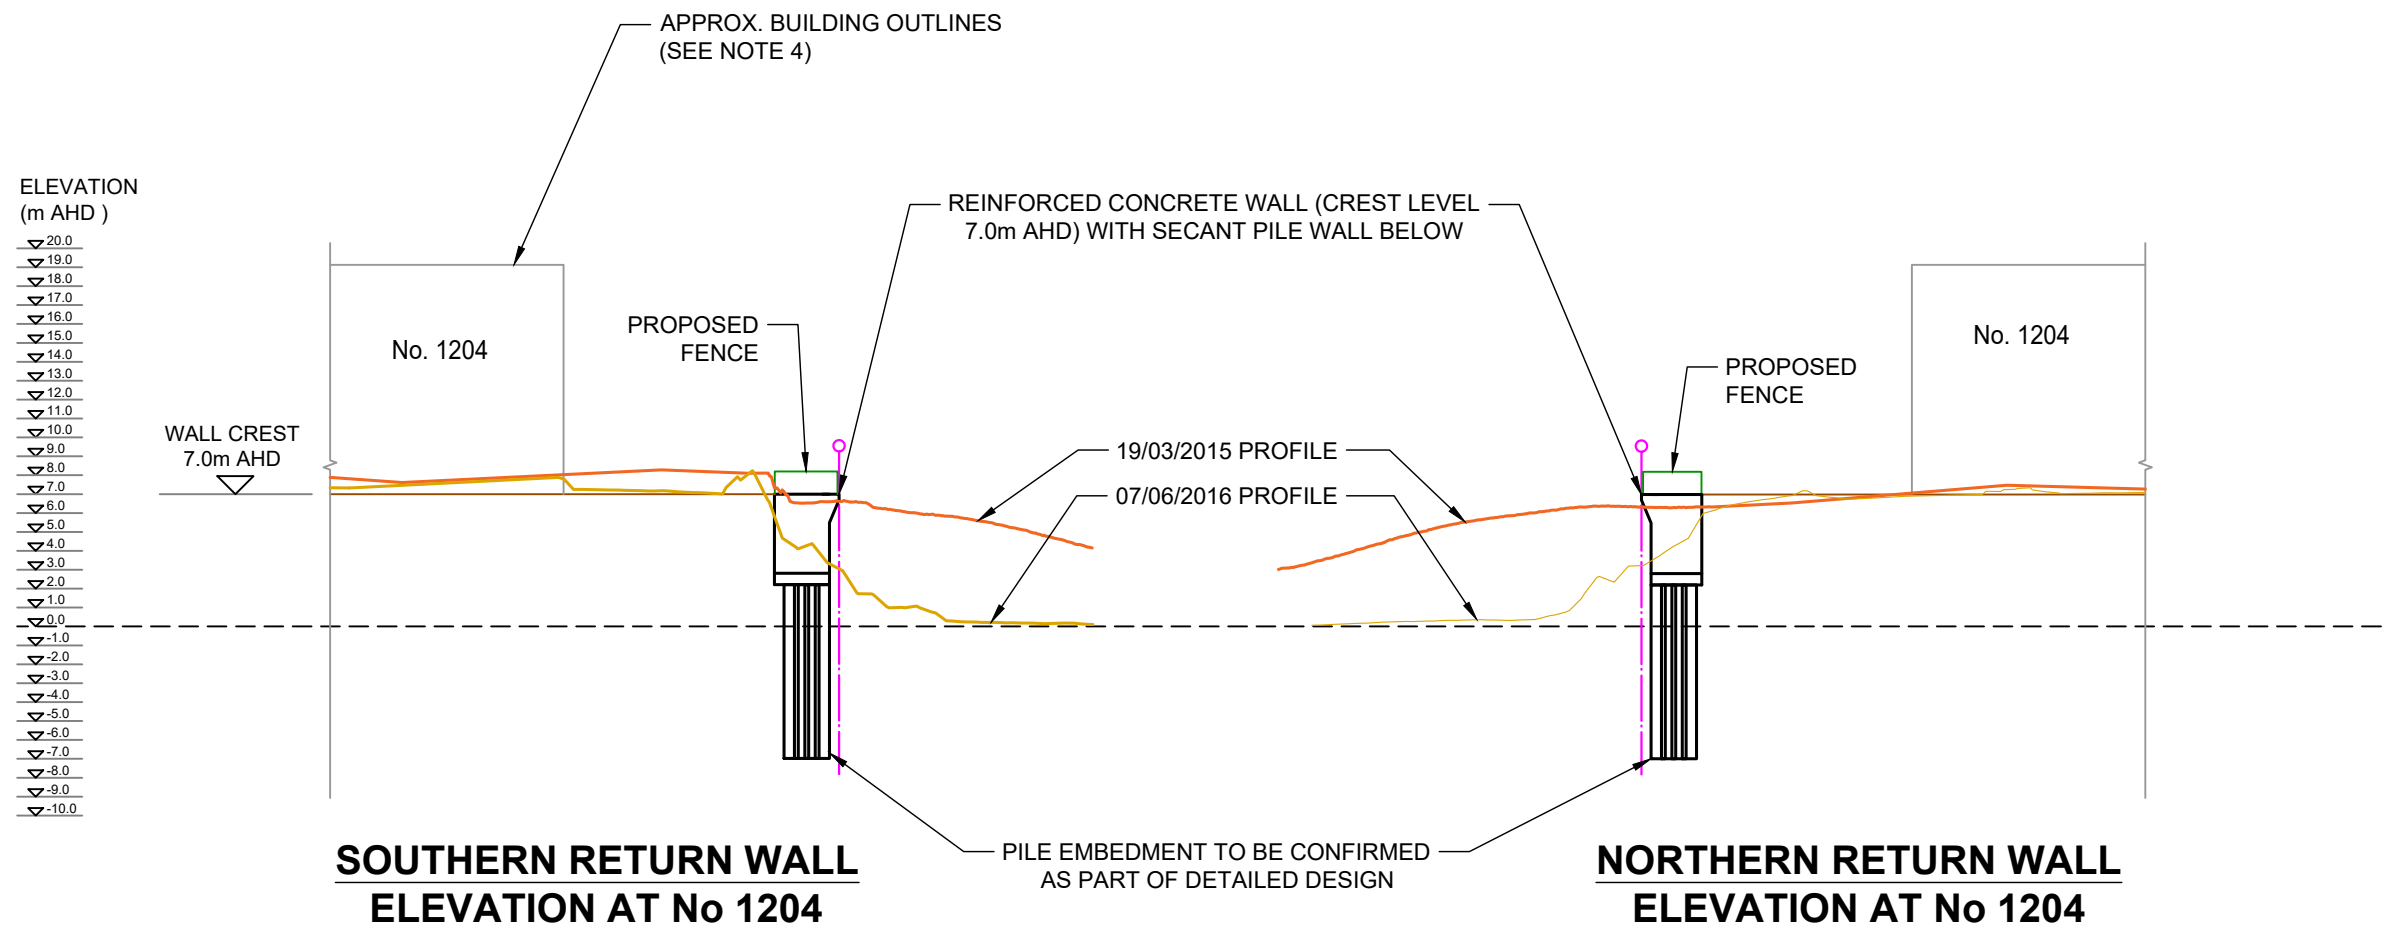 APPROX. BUILDING OUTLINES
(SEE NOTE 4)
ELEVATION
(m AHD )
20.0
19.0
18.0
17.0
16.0
15.0
14.0
13.0
12.0
11.0
10.0
9.0
8.0
7.0
6.0
5.0
4.0
3.0
2.0
1.0
0.0
-1.0
-2.0
-3.0
-4.0
-5.0
-6.0
-7.0
-8.0
-9.0
-10.0
WALL CREST
7.0m AHD
No. 1204
PROPOSED
FENCE
REINFORCED CONCRETE WALL (CREST LEVEL
7.0m AHD) WITH SECANT PILE WALL BELOW
19/03/2015 PROFILE
07/06/2016 PROFILE
PROPOSED
FENCE
No. 1204
PILE EMBEDMENT TO BE CONFIRMED
AS PART OF DETAILED DESIGN
SOUTHERN RETURN WALL
ELEVATION AT No 1204
NORTHERN RETURN WALL
ELEVATION AT No 1204